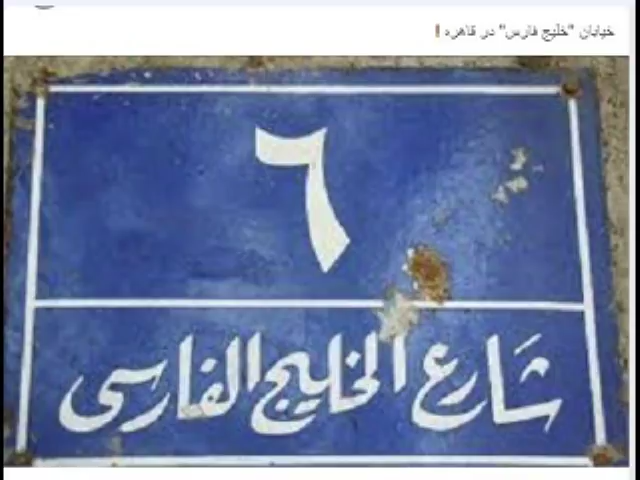 خیابان "خلیج فارس" در قاهره !
٦
شارع الخليج الفارسى